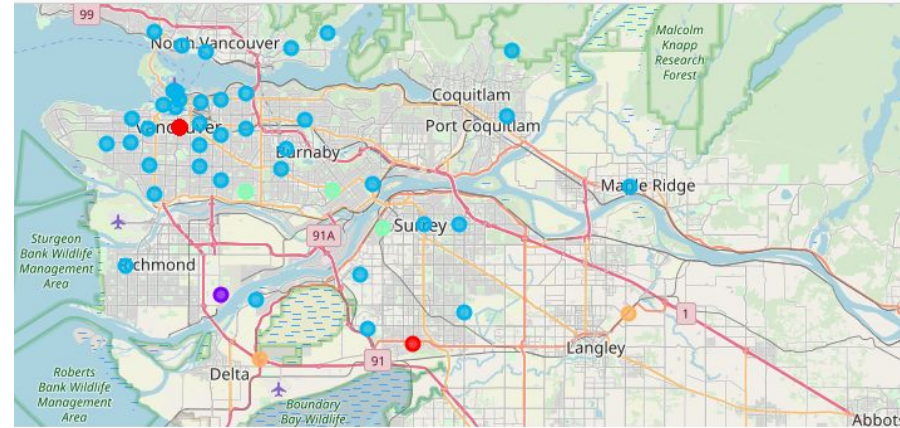 99
North Vancouver
Malcolm
Knapp
Research
Forest
Coquitlam
Port Coquitlam
Vancouver
Burnaby
Maple Ridge
91A
Surrey
Sturgeon
Bank Wildlife
Management
Area
Richmond
1
Langley
91
Delta
Roberts
Bank Wildlife
Management
Area
Boundary
Bay Wildlife
Abbots